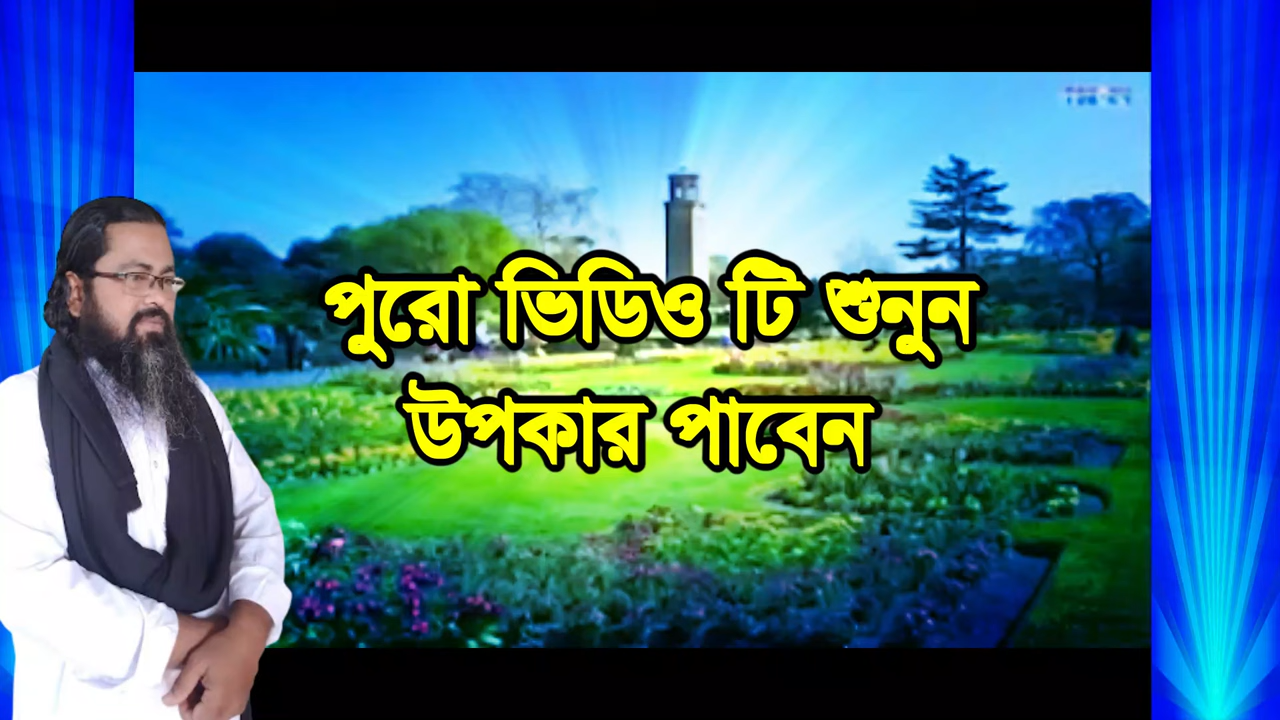 পুরো ভিডিও টি শুনুন
উপকার পাবেন